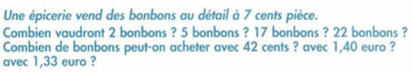 Une épicerie vend des bonbons au détail à 7 cents pièce.
Combien vaudront 2 bonbons ? 5 bonbons ? 17 bonbons ? 22 bonbons ?
Combien de bonbons peut-on acheter avec 42 cents ? avec 1,40 euro ?
avec 1,33 euro ?